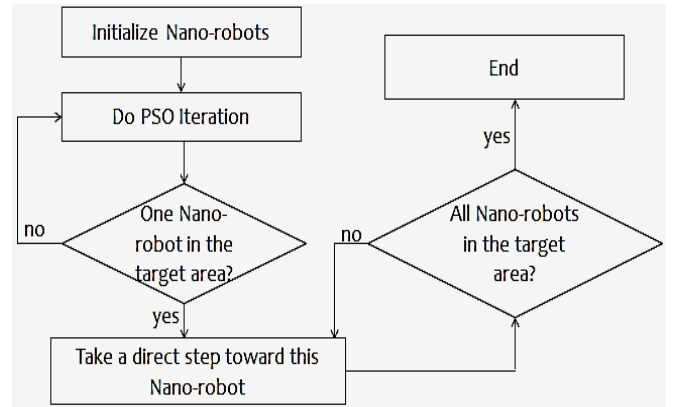 Initialize Nano-robots
Do PSO Iteration
One Nano-
robot in the
target area?
no
yes
Take a direct step toward this
Nano-robot
All Nano-robots
in the target
area?
no
yes
End